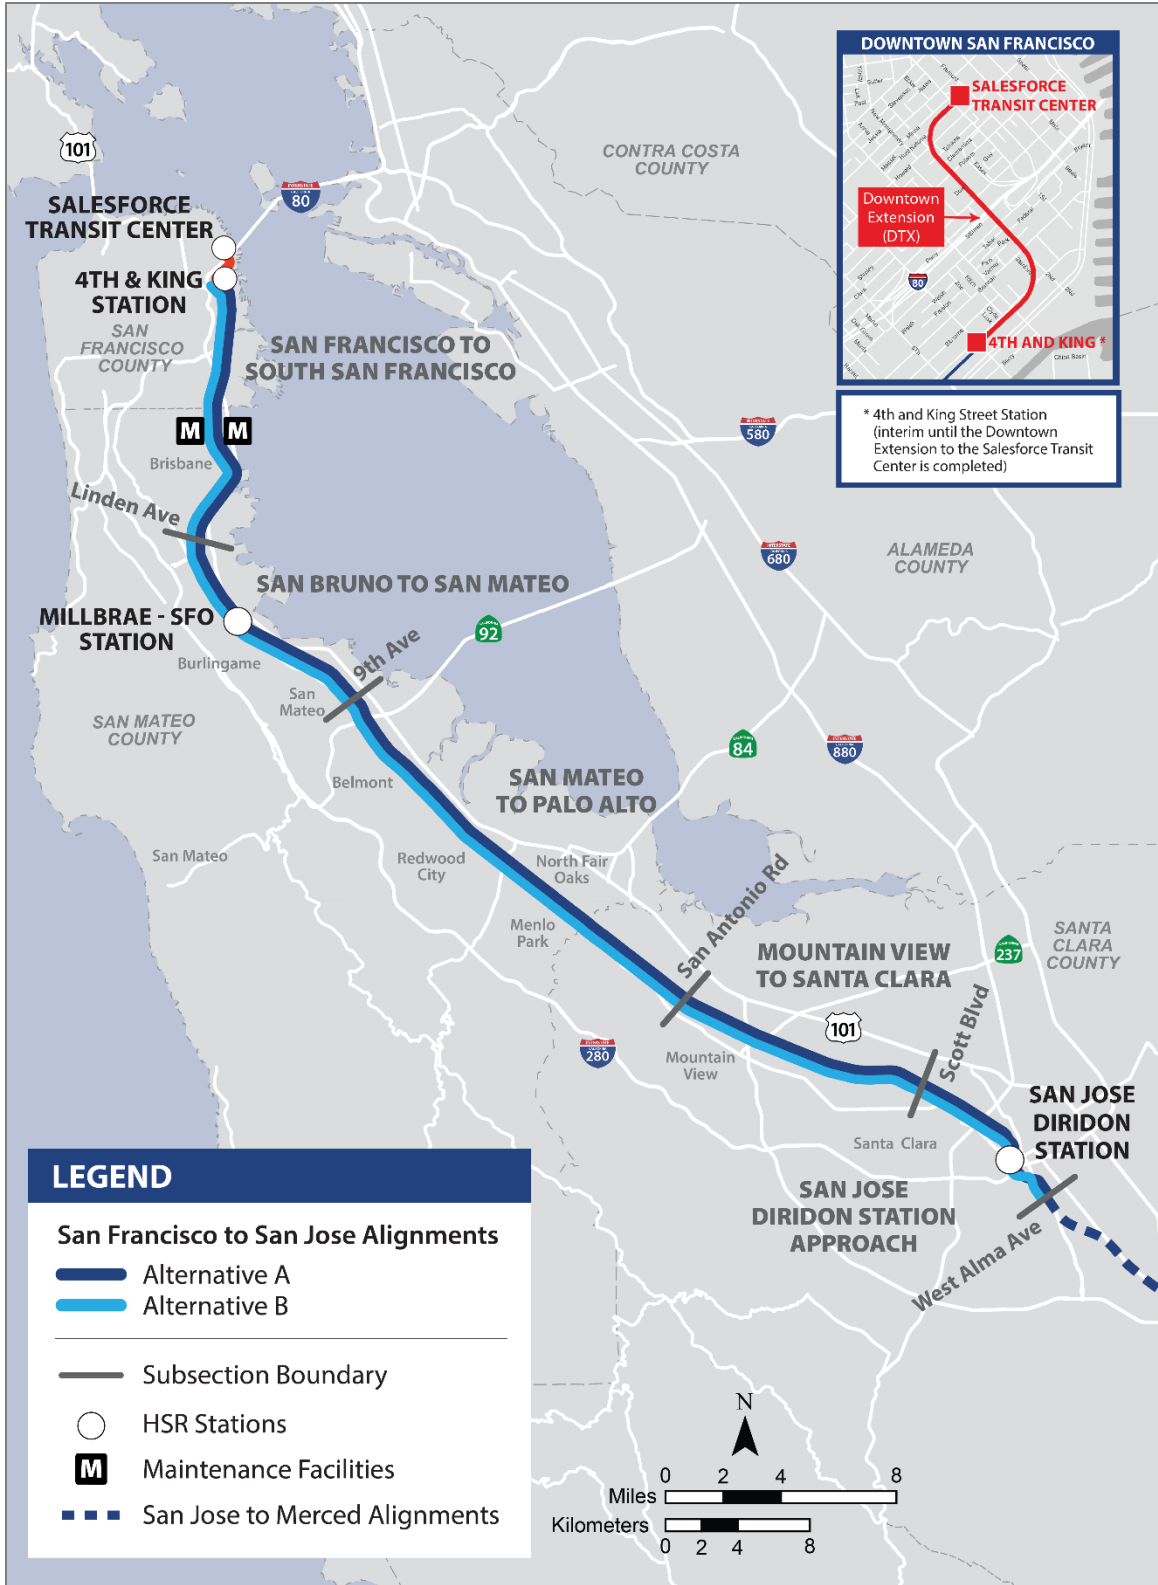 DOWNTOWN SAN FRANCISCO
SALESFORCE
TRANSIT CENTER
Downtown
Extension
(DTX)
80
4TH AND KING *
China Basin
* 4th and King Street Station
(interim until the Downtown
Extension to the Salesforce Transit
Center is completed)
101
CONTRA COSTA
COUNTY
80
SALESFORCE
TRANSIT CENTER
4TH & KING
STATION
SAN
FRANCISCO
COUNTY
SAN FRANCISCO TO
SOUTH SAN FRANCISCO
580
M M
Brisbane
Linden Ave
680
ALAMEDA
COUNTY
SAN BRUNO TO SAN MATEO
MILLBRAE - SFO
STATION
92
9th Ave
Burlingame
San
Mateo
SAN MATEO
COUNTY
84
880
Belmont
SAN MATEO
TO PALO ALTO
San Mateo
Redwood
City
North Fair
Oaks
Menlo
Park
San Antonio Rd
SANTA
CLARA
COUNTY
237
MOUNTAIN VIEW
TO SANTA CLARA
101
Scott Blvd
280
Mountain
View
SAN JOSE
DIRIDON
STATION
Santa Clara
SAN JOSE
DIRIDON STATION
APPROACH
West Alma Ave
LEGEND
San Francisco to San Jose Alignments
Alternative A
Alternative B
Subsection Boundary
HSR Stations
M Maintenance Facilities
San Jose to Merced Alignments
N
0 2 4 8
Miles
Kilometers
0 2 4 8